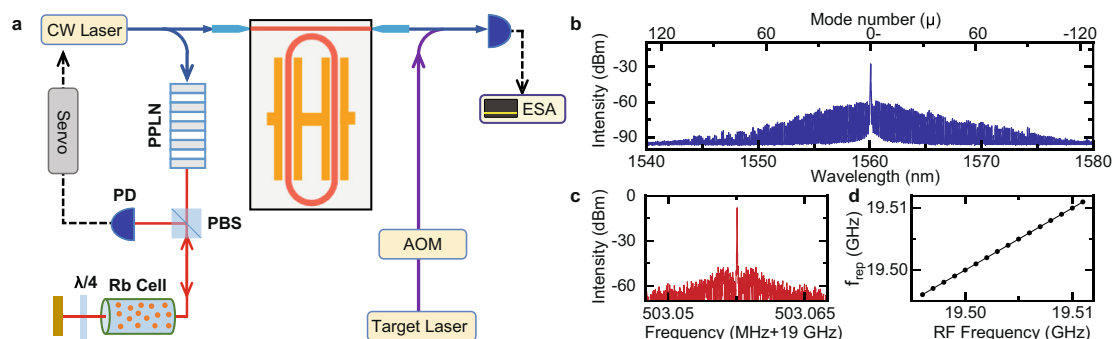 a
CW Laser
Servo
PPLN
PD
PBS
λ/4
Rb Cell
AOM
Target Laser
ESA
b
Mode number (μ)
120 60 0- 60 -120
Intensity (dBm)
-30
-60
-90
1540 1550 1560 1570 1580
Wavelength (nm)
c
Intensity (dBm)
0
-30
-60
503.05 503.065
Frequency (MHz+19 GHz)
d
f_rep (GHz)
19.51
19.50
19.50 19.51
RF Frequency (GHz)